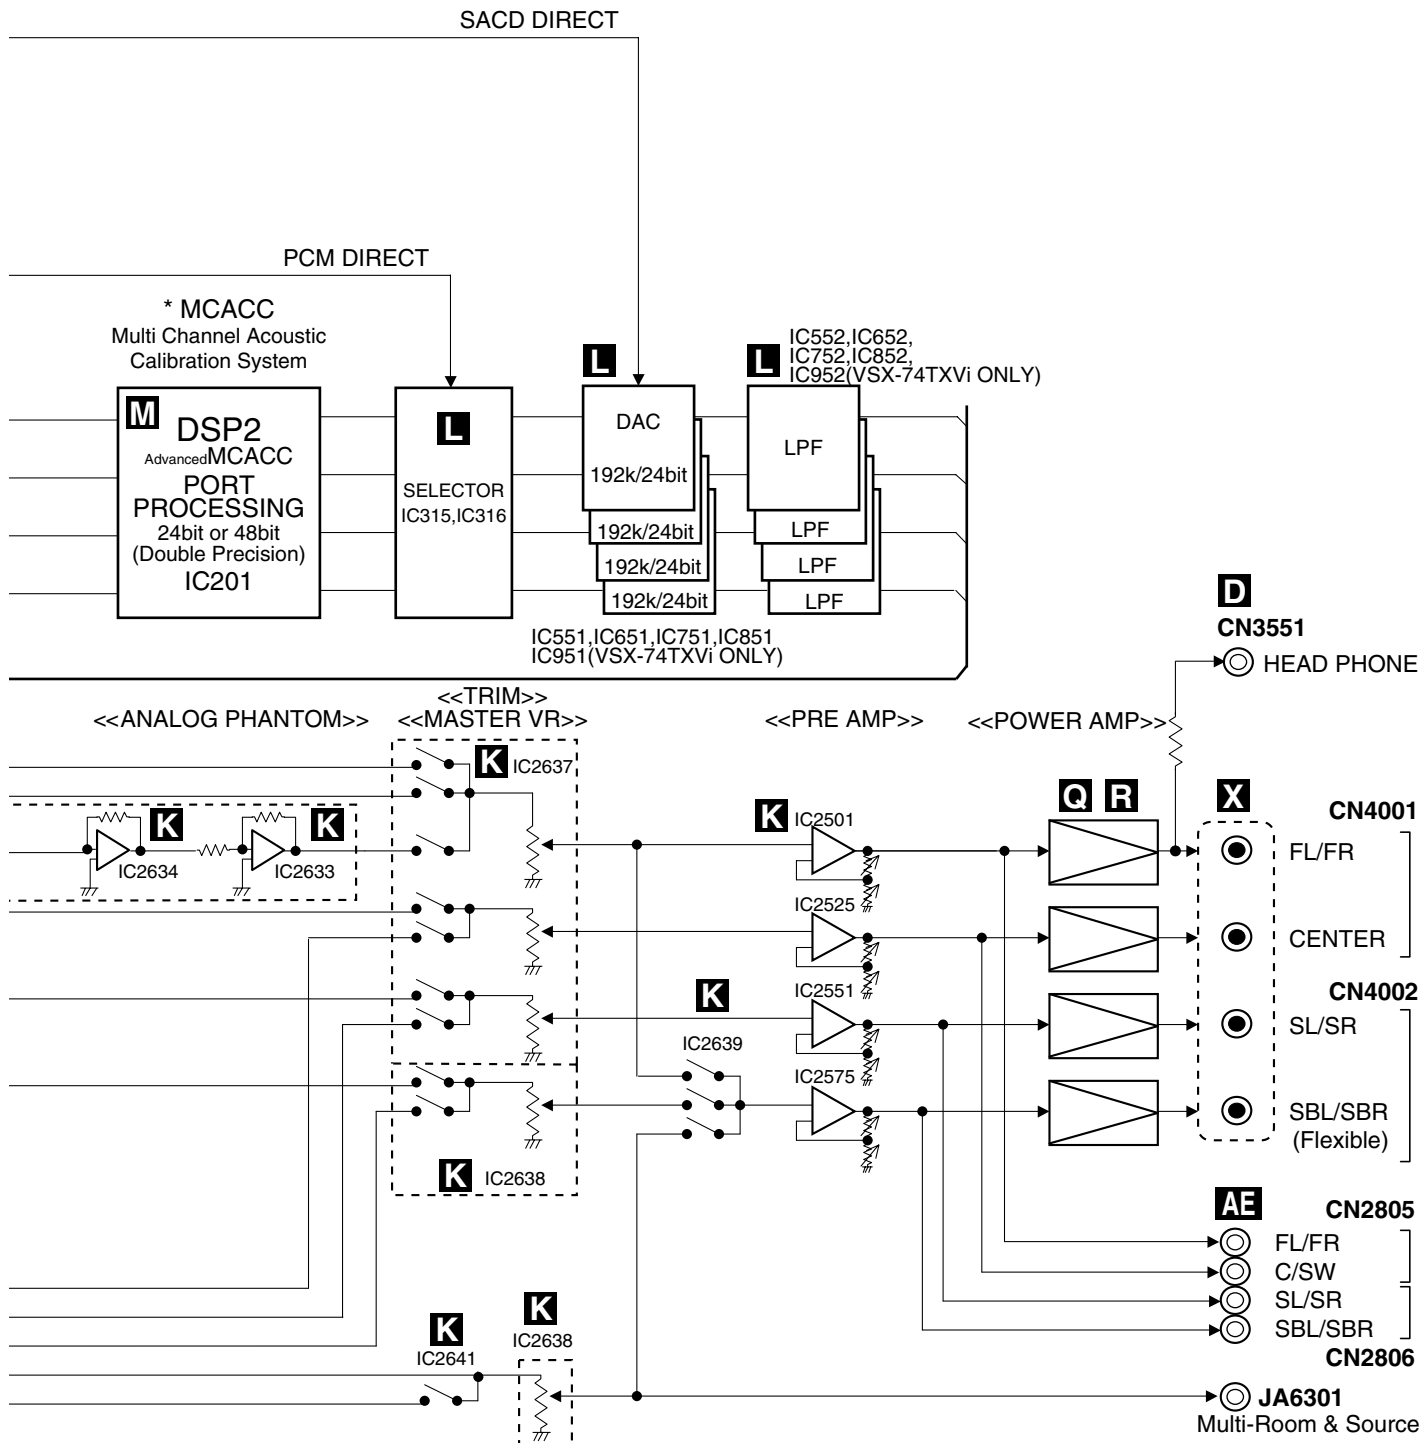 SACD DIRECT
PCM DIRECT
* MCACC
Multi Channel Acoustic
Calibration System
M
DSP2
AdvancedMCACC
PORT
PROCESSING
24bit or 48bit
(Double Precision)
IC201
L
SELECTOR
IC315,IC316
L
DAC
192k/24bit
192k/24bit
192k/24bit
192k/24bit
IC551,IC651,IC751,IC851
IC951(VSX-74TXVi ONLY)
L
IC552,IC652,
IC752,IC852,
IC952(VSX-74TXVi ONLY)
LPF
LPF
LPF
LPF
D
CN3551
HEAD PHONE
<<ANALOG PHANTOM>>
<<TRIM>>
<<MASTER VR>>
<<PRE AMP>>
<<POWER AMP>>
K
IC2634
K
IC2633
K
IC2637
K
IC2501
IC2525
IC2551
IC2575
K
IC2639
K
IC2638
Q R
X
CN4001
FL/FR
CENTER
CN4002
SL/SR
SBL/SBR
(Flexible)
AE
CN2805
FL/FR
C/SW
SL/SR
SBL/SBR
CN2806
K
IC2641
K
IC2638
JA6301
Multi-Room & Source